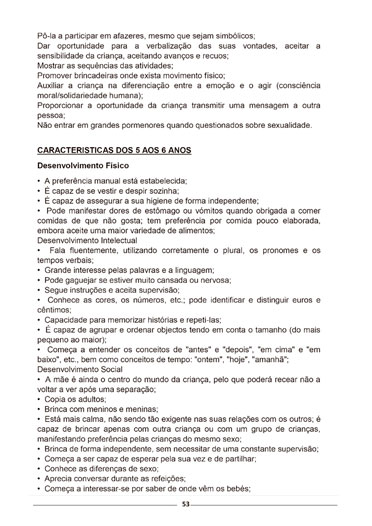 Pô-la a participar em afazeres, mesmo que sejam simbólicos;
Dar oportunidade para a verbalização das suas vontades, aceitar a
sensibilidade da criança, aceitando avanços e recuos;
Mostrar as sequências das atividades;
Promover brincadeiras onde exista movimento físico;
Auxiliar a criança na diferenciação entre a emoção e o agir (consciência
moral/solidariedade humana);
Proporcionar a oportunidade da criança transmitir uma mensagem a outra
pessoa;
Não entrar em grandes pormenores quando questionados sobre sexualidade.
CARACTERISTICAS DOS 5 AOS 6 ANOS
Desenvolvimento Físico
• A preferência manual está estabelecida;
• É capaz de se vestir e despir sozinha;
• É capaz de assegurar a sua higiene de forma independente;
• Pode manifestar dores de estômago ou vómitos quando obrigada a comer
comidas de que não gosta; tem preferência por comida pouco elaborada,
embora aceite uma maior variedade de alimentos;
Desenvolvimento Intelectual
• Fala fluentemente, utilizando corretamente o plural, os pronomes e os
tempos verbais;
• Grande interesse pelas palavras e a linguagem;
• Pode gaguejar se estiver muito cansada ou nervosa;
• Segue instruções e aceita supervisão;
• Conhece as cores, os números, etc.; pode identificar e distinguir euros e
cêntimos;
• Capacidade para memorizar histórias e repeti-las;
• É capaz de agrupar e ordenar objectos tendo em conta o tamanho (do mais
pequeno ao maior);
• Começa a entender os conceitos de "antes" e "depois", "em cima" e "em
baixo", etc., bem como conceitos de tempo: "ontem", "hoje", "amanhã";
Desenvolvimento Social
• A mãe é ainda o centro do mundo da criança, pelo que poderá recear não a
voltar a ver após uma separação;
• Copia os adultos;
• Brinca com meninos e meninas;
• Está mais calma, não sendo tão exigente nas suas relações com os outros; é
capaz de brincar apenas com outra criança ou com um grupo de crianças,
manifestando preferência pelas crianças do mesmo sexo;
• Brinca de forma independente, sem necessitar de uma constante supervisão;
• Começa a ser capaz de esperar pela sua vez e de partilhar;
• Conhece as diferenças de sexo;
• Aprecia conversar durante as refeições;
• Começa a interessar-se por saber de onde vêm os bebés;
53